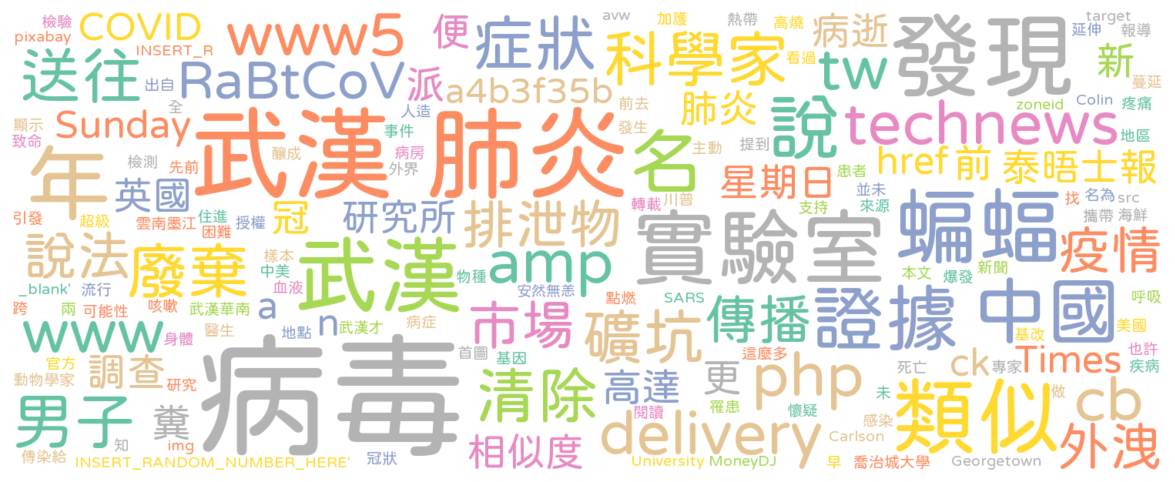 檢驗 COVID avw 加護 熱帶 高燒 病逝 target
pixabay INSERT_R www5 便 症狀 科學家 看過 發現 延伸 報導
送往 出自 RaBtCoV 派 a4b3f35b tw 新 蔓延
全 人造 前去 肺炎 zoneid Colin 疼痛
顯示 Sunday 武漢 肺炎 事件 名 發生 說 technews 地區
致命 檢測 先前 釀成 病房 外界 主動 提到 href 前 泰晤士報
年 英國 星期日 患者 並未 名為 src
引發 超級 住進 授權 冠 研究所 排泄物 轉載 川普 支持 來源 找 攜帶 海鮮
雲南墨江 困難 實驗室 蝙蝠 疫情
說法 廢棄 樣本 武漢 amp 本文 新聞
_blank' 流行 中美 血液 物種 安然無恙 點燃 爆發 呼吸
跨 兩 可能性 咳嗽 武漢華南 a n 市場 SARS 傳播 證據 中國 基改 美國
www 身體 醫生 地點 武漢才 病症 礦坑
官方 調查 病毒 首圖 基因 這麼多 ck Times 也許
動物學家 研究 清除 高達 更 php 死亡 專家 疾病
男子 糞 閱讀 罹患 懷疑 未 類似 做 cb
知 img 相似度 delivery 感染 外洩
傳染給 INSERT_RANDOM_NUMBER_HERE' 冠狀 University MoneyDJ Carlson 早 喬治城大學 Georgetown